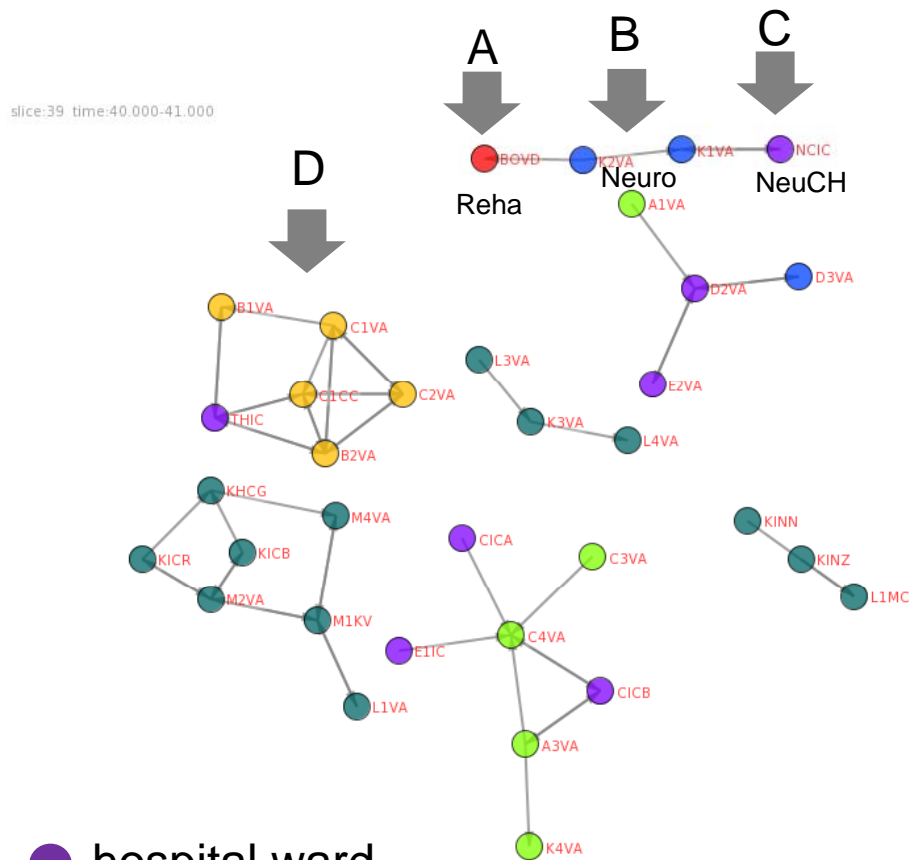 A
B
C
slice:39 time:40.000-41.000
BOVD
K2VA
K1VA
NCIC
D
Neuro
NeuCH
Reha
A1VA
D2VA
D3VA
B1VA
C1VA
L3VA
E2VA
C1CC
C2VA
THIC
K3VA
L4VA
B2VA
KHCG
M4VA
KINN
CICA
KICR
KICB
C3VA
KINZ
M2VA
L1MC
M1KV
C4VA
E1IC
CICB
L1VA
A3VA
K4VA
hospital ward